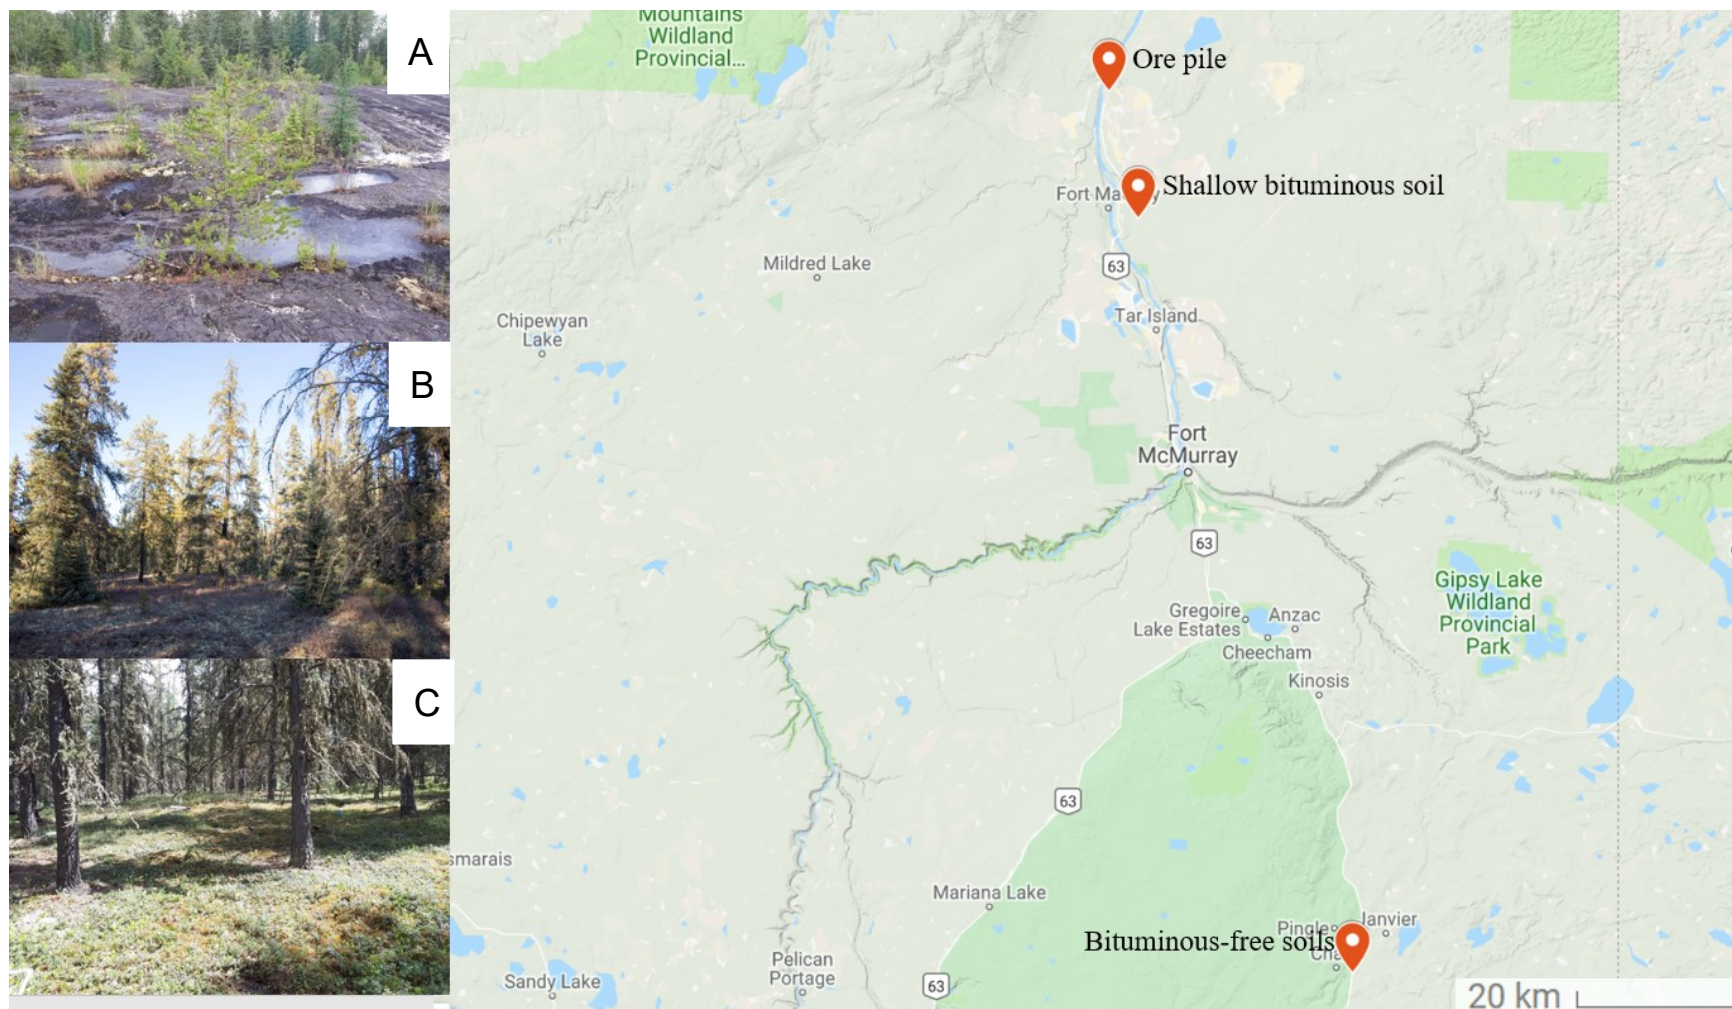 A
B
C
Mountains
Wildland
Provincial...
Ore pile
Shallow bituminous soil
Fort Ma
y
63
Mildred Lake
Tar Island
Chipewyan
Lake
Fort
McMurray
63
Gregoire
Lake Estates
Anzac
Cheecham
Kinosis
Gipsy Lake
Wildland
Provincial
Park
63
smarais
Mariana Lake
Pingle
Janvier
Bituminous-free soils
Cha
Pelican
Portage
Sandy Lake
63
20 km